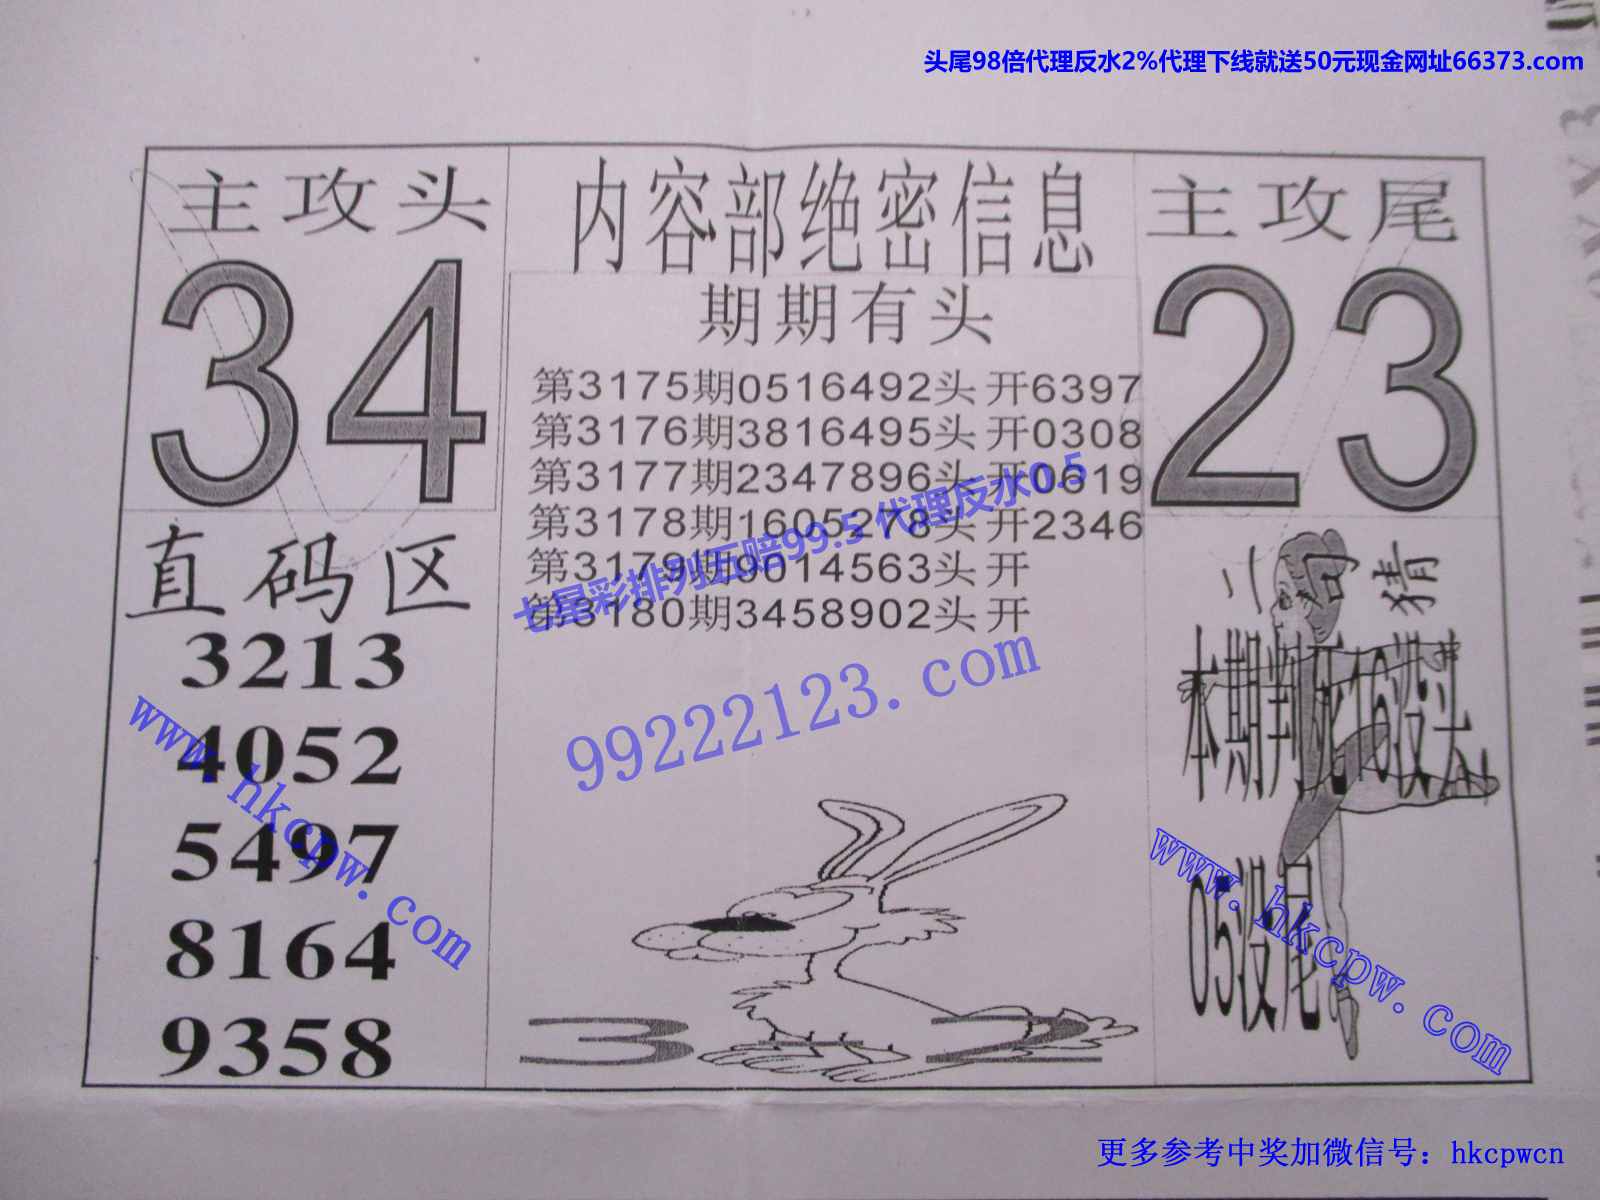 头尾98倍代理反水2%代理下线就送50元现金网址66373.com
主攻头
34
内容部绝密信息
期期有头
第3175期0516492头 开6397
第3176期3816495头 开0308
第3177期2347896头 开0619
第3178期1605278头 开2346
第3179期9014563头 开
第3180期3458902头 开
七星彩排列五赔99.5 代理反水0.5
99222123.com
3 2
主攻尾
23
直码区
3213
4052
5497
8164
9358
www.hkcpw.com
二句猜
本期判死16没头
05没尾
www.hkcpw.com
更多参考中奖加微信号：hkcpwcn